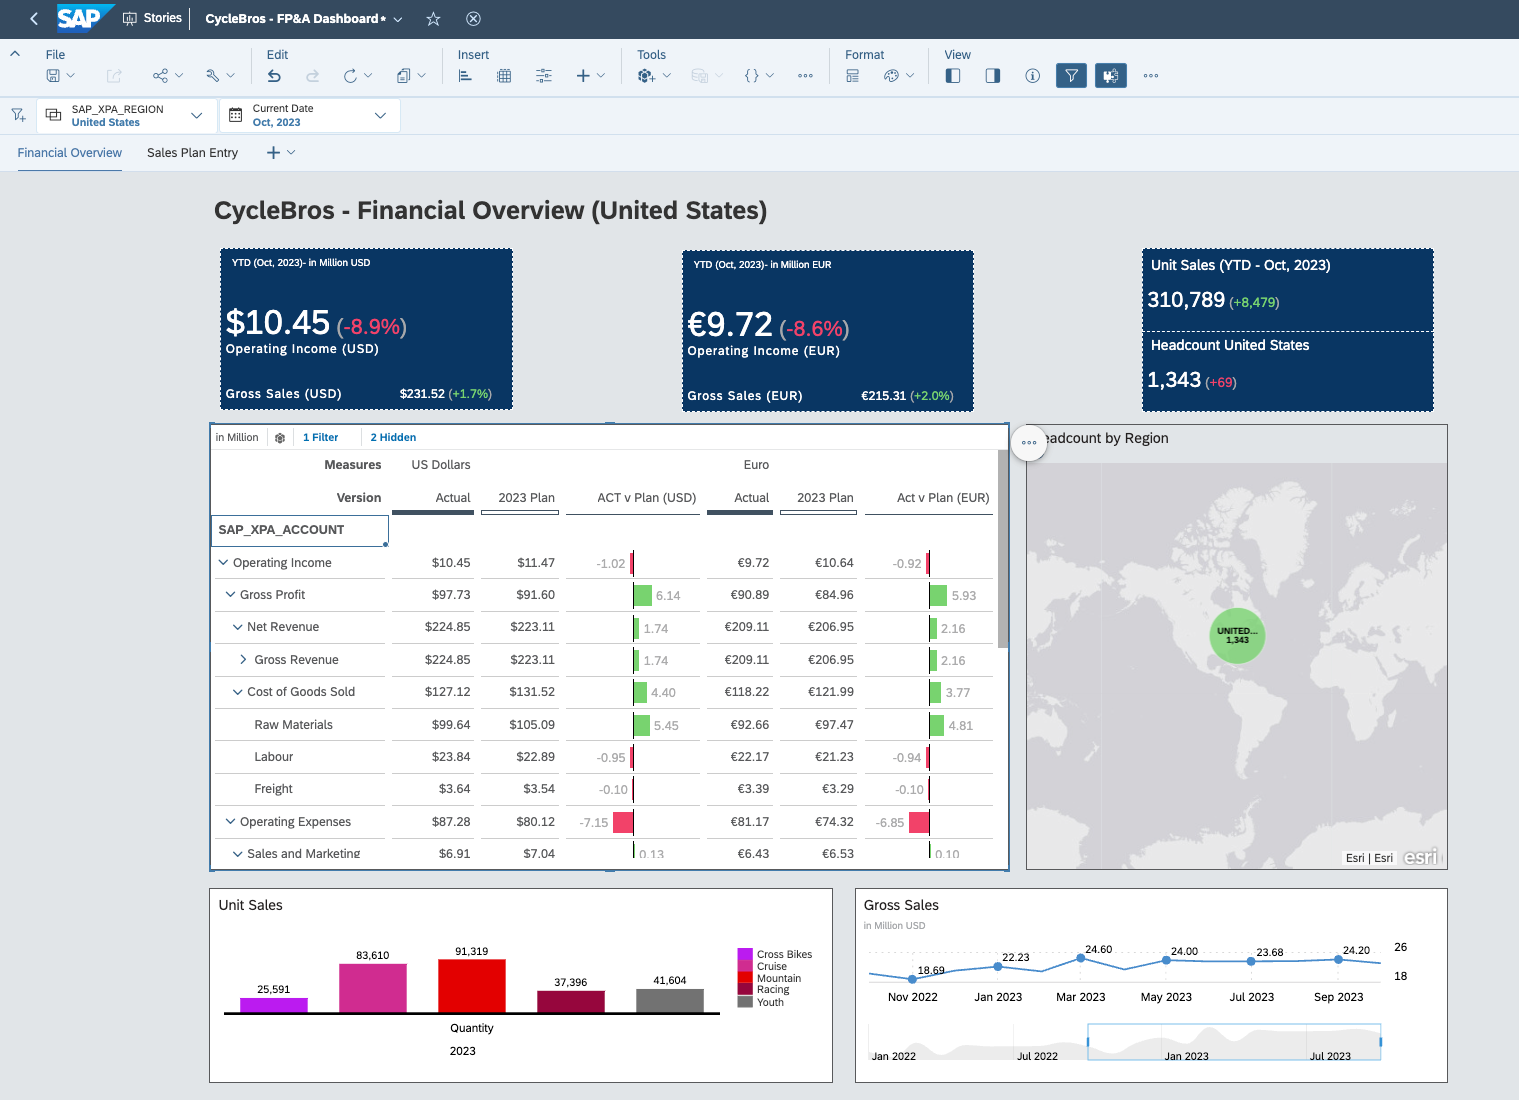 SAP Stories CycleBros - FP&A Dashboard*
File Edit Insert Tools Format View
SAP_XPA_REGION
United States
Current Date
Oct, 2023
Financial Overview Sales Plan Entry
CycleBros - Financial Overview (United States)
YTD (Oct, 2023)- in Million USD
$10.45 (-8.9%)
Operating Income (USD)
Gross Sales (USD) $231.52 (+1.7%)
YTD (Oct, 2023)- in Million EUR
€9.72 (-8.6%)
Operating Income (EUR)
Gross Sales (EUR) €215.31 (+2.0%)
Unit Sales (YTD - Oct, 2023)
310,789 (+8,479)
Headcount United States
1,343 (+69)
in Million 1 Filter 2 Hidden
Measures US Dollars Euro
Version Actual 2023 Plan ACT v Plan (USD) Actual 2023 Plan Act v Plan (EUR)
SAP_XPA_ACCOUNT
Operating Income $10.45 $11.47 -1.02 €9.72 €10.64 -0.92
Gross Profit $97.73 $91.60 6.14 €90.89 €84.96 5.93
Net Revenue $224.85 $223.11 1.74 €209.11 €206.95 2.16
Gross Revenue $224.85 $223.11 1.74 €209.11 €206.95 2.16
Cost of Goods Sold $127.12 $131.52 4.40 €118.22 €121.99 3.77
Raw Materials $99.64 $105.09 5.45 €92.66 €97.47 4.81
Labour $23.84 $22.89 -0.95 €22.17 €21.23 -0.94
Freight $3.64 $3.54 -0.10 €3.39 €3.29 -0.10
Operating Expenses $87.28 $80.12 -7.15 €81.17 €74.32 -6.85
Sales and Marketing $6.91 $7.04 0.13 €6.43 €6.53 0.10
eadcount by Region
UNITED...
1,343
Esri | Esri esri
Unit Sales
25,591 83,610 91,319 37,396 41,604
Quantity
2023
Cross Bikes
Cruise
Mountain
Racing
Youth
Gross Sales
in Million USD
18.69 22.23 24.60 24.00 23.68 24.20
26
18
Nov 2022 Jan 2023 Mar 2023 May 2023 Jul 2023 Sep 2023
Jan 2022 Jul 2022 Jan 2023 Jul 2023